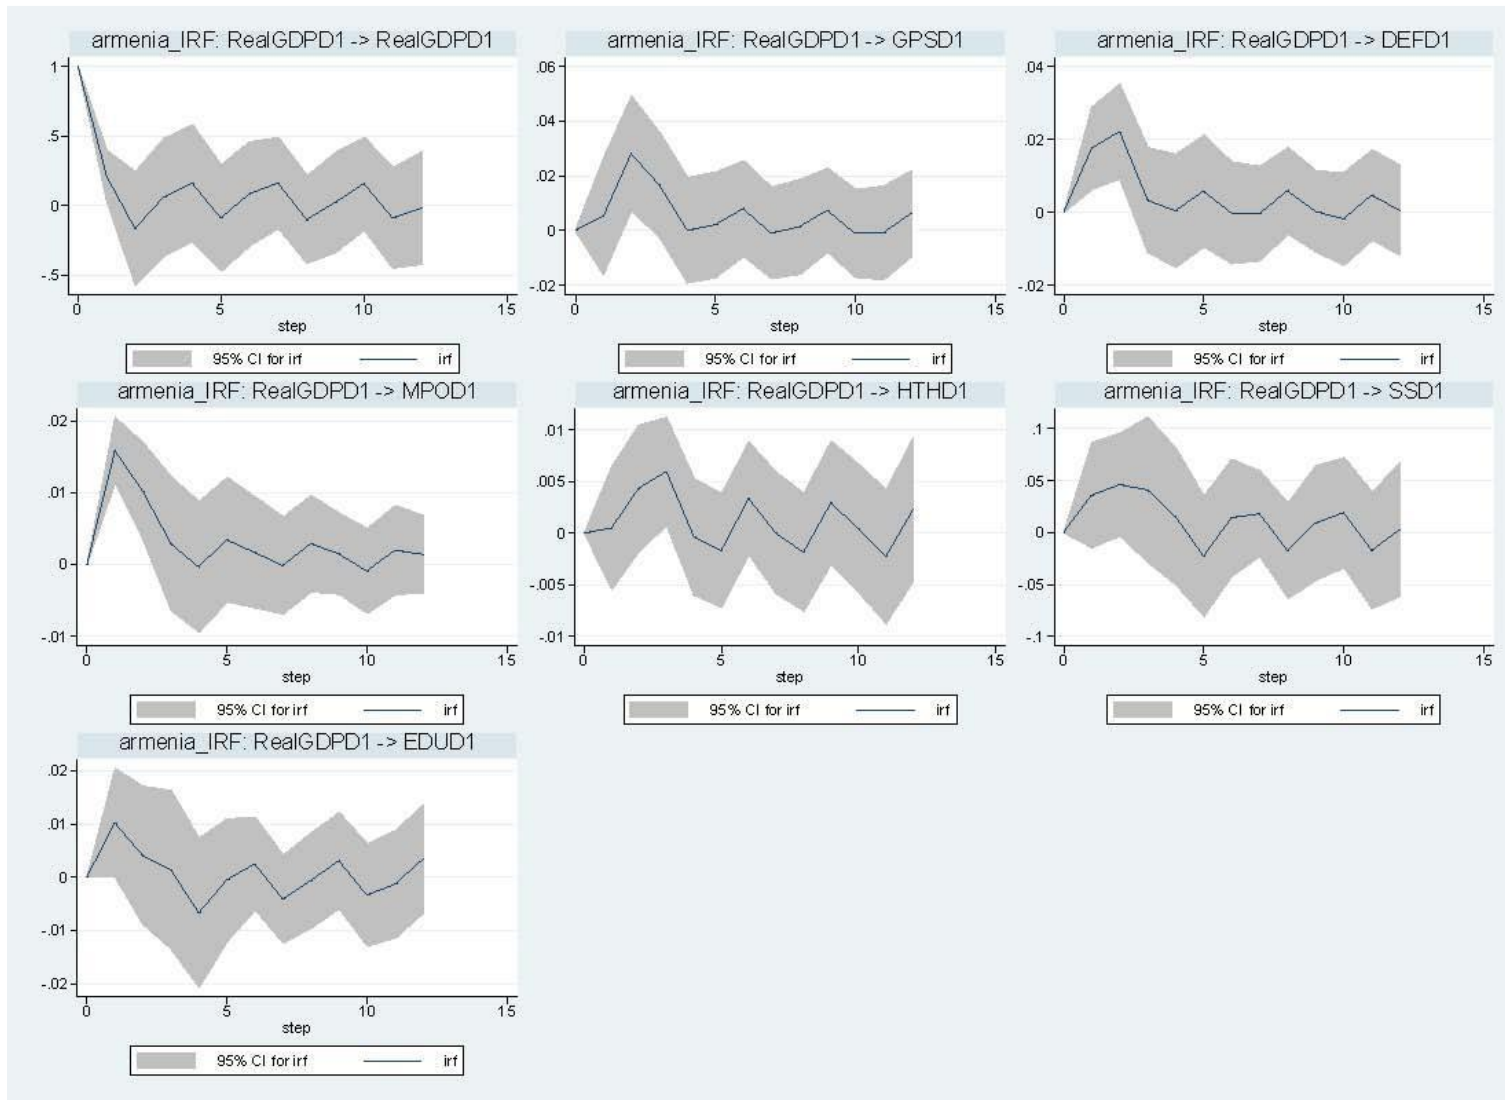 armenia_IRF: RealGDPD1 -> RealGDPD1
1
.5
0
-.5
0 5 10 15
step
95% CI for irf irf
armenia_IRF: RealGDPD1 -> GPSD1
.06
.04
.02
0
-.02
0 5 10 15
step
95% CI for irf irf
armenia_IRF: RealGDPD1 -> DEFD1
.04
.02
0
-.02
0 5 10 15
step
95% CI for irf irf
armenia_IRF: RealGDPD1 -> MPOD1
.02
.01
0
-.01
0 5 10 15
step
95% CI for irf irf
armenia_IRF: RealGDPD1 -> HTHD1
.01
.005
0
-.005
-.01
0 5 10 15
step
95% CI for irf irf
armenia_IRF: RealGDPD1 -> SSD1
.1
.05
0
-.05
-.1
0 5 10 15
step
95% CI for irf irf
armenia_IRF: RealGDPD1 -> EDUD1
.02
.01
0
-.01
-.02
0 5 10 15
step
95% CI for irf irf